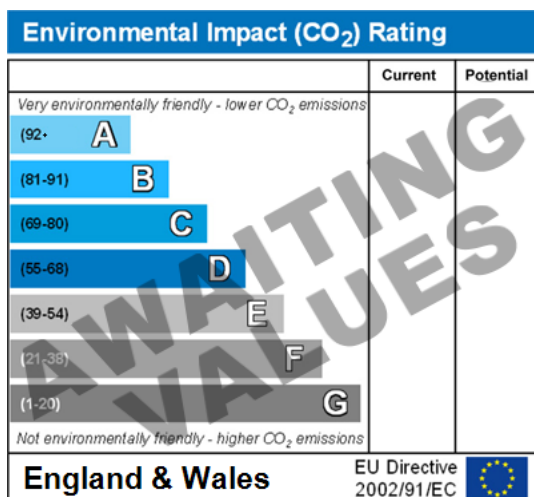 Environmental Impact (CO₂) Rating
Current Potential
Very environmentally friendly - lower CO₂ emissions
(92+ A
(81-91) B
(69-80) C
(55-68) D
(39-54) E
(21-38) F
(1-20) G
AWAITING
VALUES
Not environmentally friendly - higher CO₂ emissions
England & Wales
EU Directive
2002/91/EC